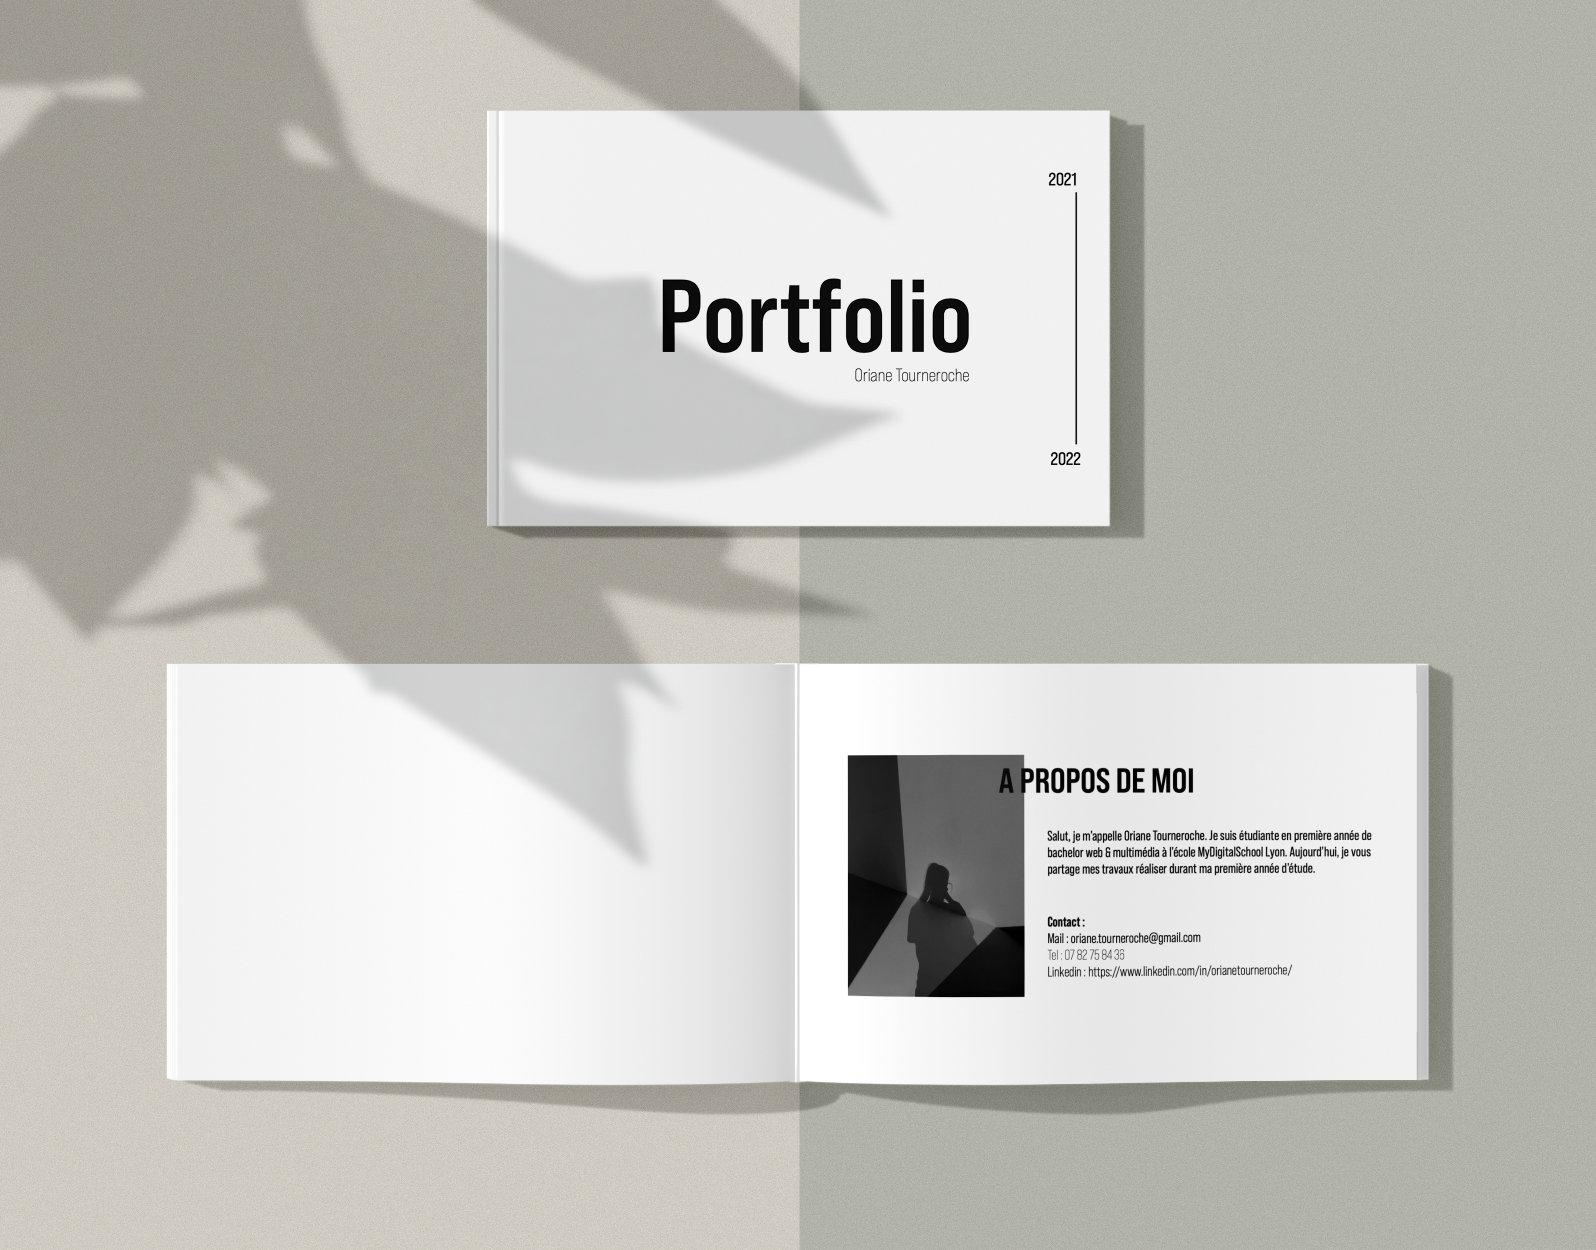 2021
Portfolio
Oriane Tourneroche
2022
A PROPOS DE MOI
Salut, je m'appelle Oriane Tourneroche. Je suis étudiante en première année de
bachelor web & multimédia à l'école MyDigitalSchool Lyon. Aujourd'hui, je vous
partage mes travaux réaliser durant ma première année d'étude.
Contact :
Mail : oriane.tourneroche@gmail.com
Tel : 07 82 75 84 36
Linkedin : https://www.linkedin.com/in/orianetourneroche/